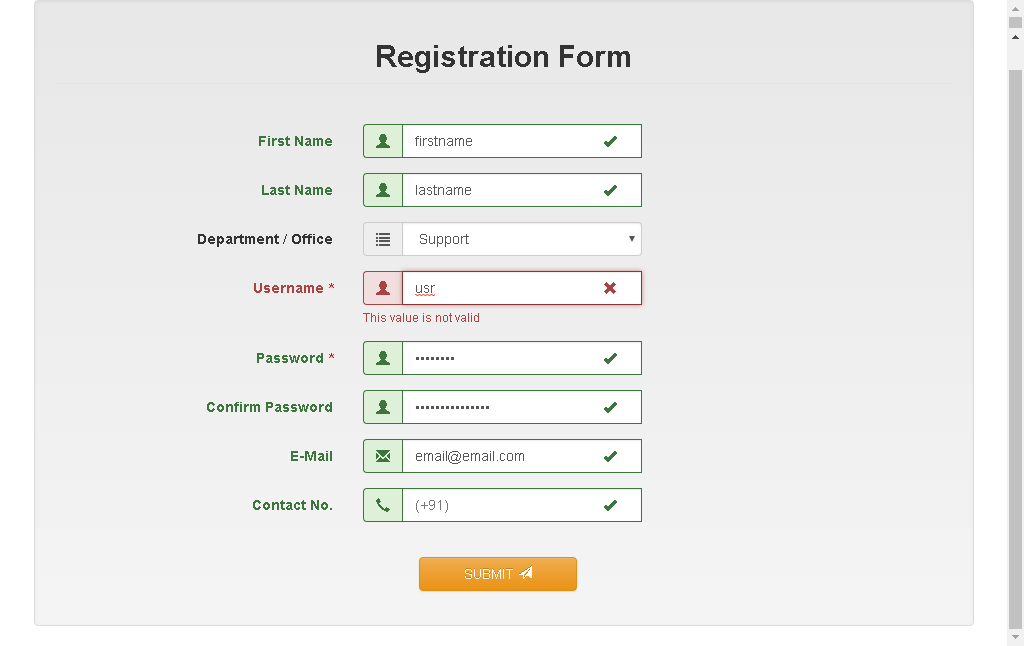 Registration Form
First Name
firstname
Last Name
lastname
Department / Office
Support
Username *
usr
This value is not valid
Password *
••••••••
Confirm Password
•••••••••••••••
E-Mail
email@email.com
Contact No.
(+91)
SUBMIT